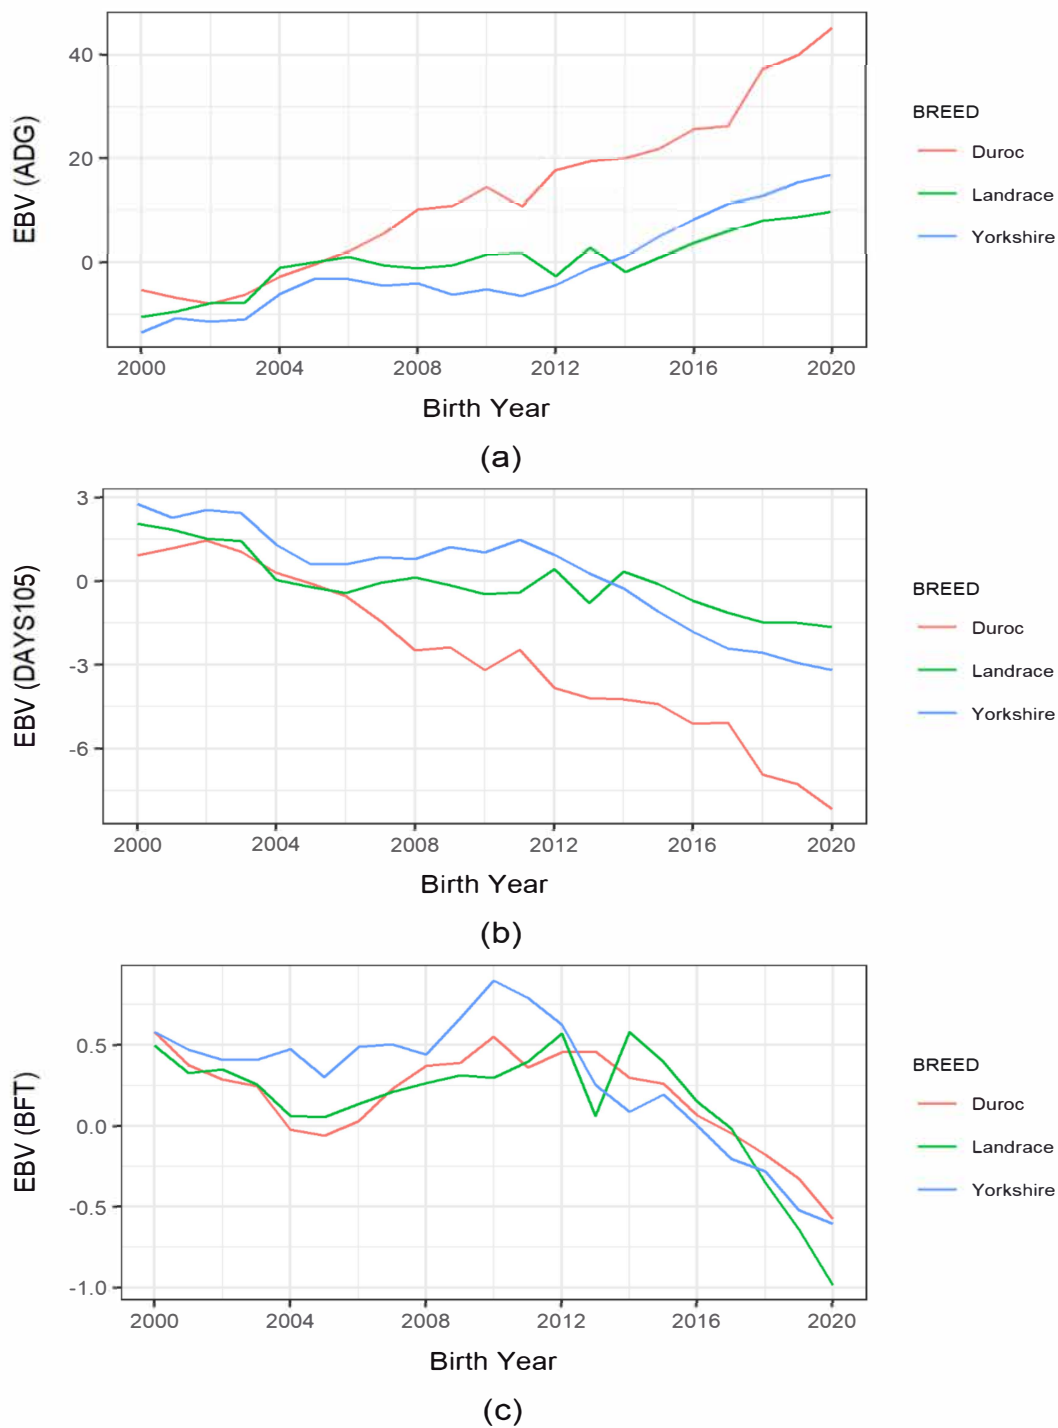 40
20
0
EBV (ADG)
2000 2004 2008 2012 2016 2020
Birth Year
BREED
Duroc
Landrace
Yorkshire
(a)
3
0
-3
-6
EBV (DAYS105)
2000 2004 2008 2012 2016 2020
Birth Year
BREED
Duroc
Landrace
Yorkshire
(b)
0.5
0.0
-0.5
-1.0
EBV (BFT)
2000 2004 2008 2012 2016 2020
Birth Year
BREED
Duroc
Landrace
Yorkshire
(c)